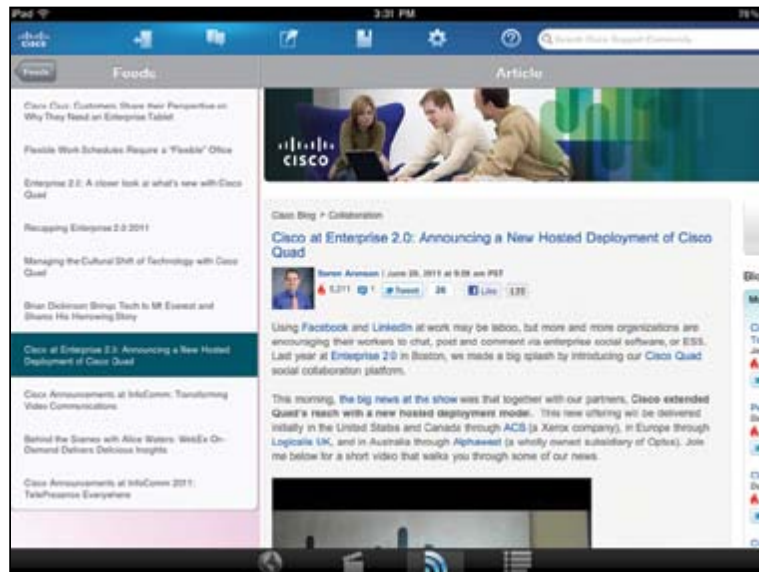 iPad 3:31 PM
cisco
Feeds Feeds Article
Cisco Cius: Customers Share their Perspective on
Why They Need an Enterprise Tablet
Flexible Work Schedules Require a "Flexible" Office
Enterprise 2.0: A closer look at what's new with Cisco
Quad
Recapping Enterprise 2.0 2011
Managing the Cultural Shift of Technology with Cisco
Quad
Brian Dickinson Brings Tech to Mt Everest and
Shares His Harrowing Story
Cisco at Enterprise 2.0: Announcing a New Hosted
Deployment of Cisco Quad
Cisco Announcements at InfoComm: Transforming
Video Communications
Behind the Scenes with Alice Waters: WebEx On-
Demand Delivers Delicious Insights
Cisco Announcements at InfoComm 2011:
TelePresence Everywhere
CISCO
Cisco Blog > Collaboration
Cisco at Enterprise 2.0: Announcing a New Hosted Deployment of Cisco
Quad
Aronson | June 20, 2011 at 9:09 am PST
1 Tweet 26 Like
Using Facebook and LinkedIn at work may be taboo, but more and more organizations are
encouraging their workers to chat, post and comment via enterprise social software, or ESS.
Last year at Enterprise 2.0 in Boston, we made a big splash by introducing our Cisco Quad
social collaboration platform.
This morning, the big news at the show was that together with our partners, Cisco extended
Quad's reach with a new hosted deployment model. This new offering will be delivered
initially in the United States and Canada through ACS (a Xerox company), in Europe through
Logicalis UK, and in Australia through Alphawest (a wholly owned subsidiary of Optus). Join
me below for a short video that walks you through some of our news.